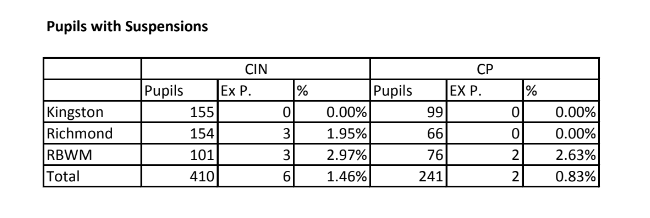 Pupils with Suspensions
CIN CP
Pupils Ex P. % Pupils EX P. %
Kingston 155 0 0.00% 99 0 0.00%
Richmond 154 3 1.95% 66 0 0.00%
RBWM 101 3 2.97% 76 2 2.63%
Total 410 6 1.46% 241 2 0.83%